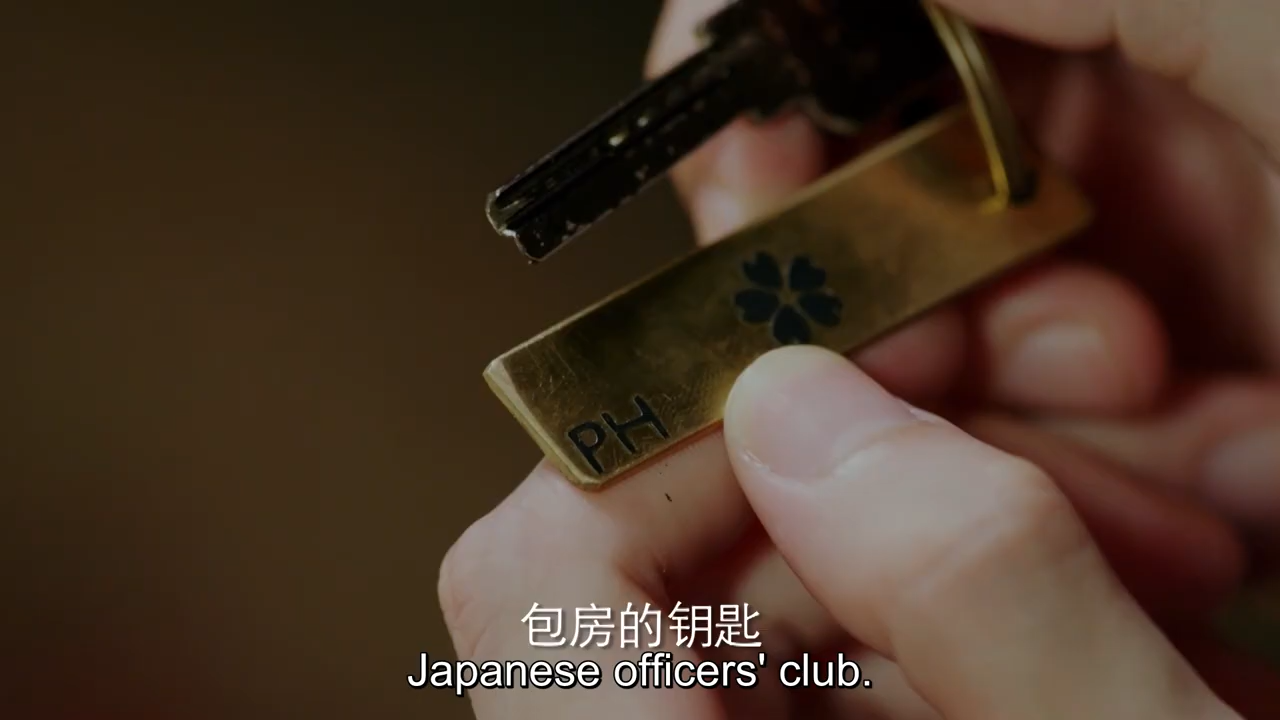 PH
包房的钥匙
Japanese officers' club.